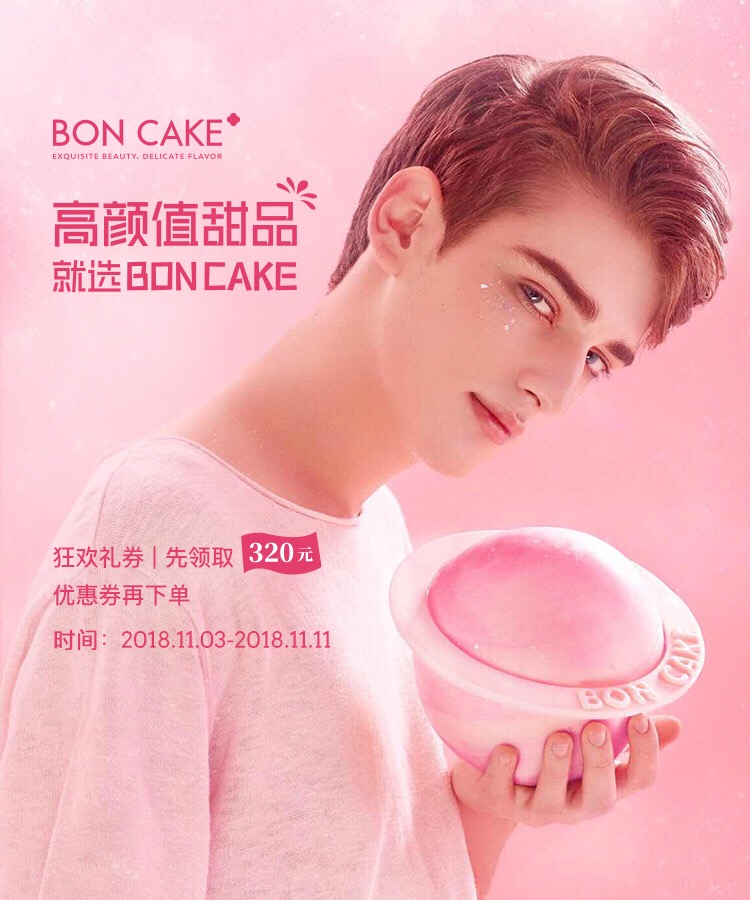 BON CAKE
EXQUISITE BEAUTY. DELICATE FLAVOR
高颜值甜品
就选BON CAKE
狂欢礼券 | 先领取 320元
优惠券再下单
时间：2018.11.03-2018.11.11
BON CAKE